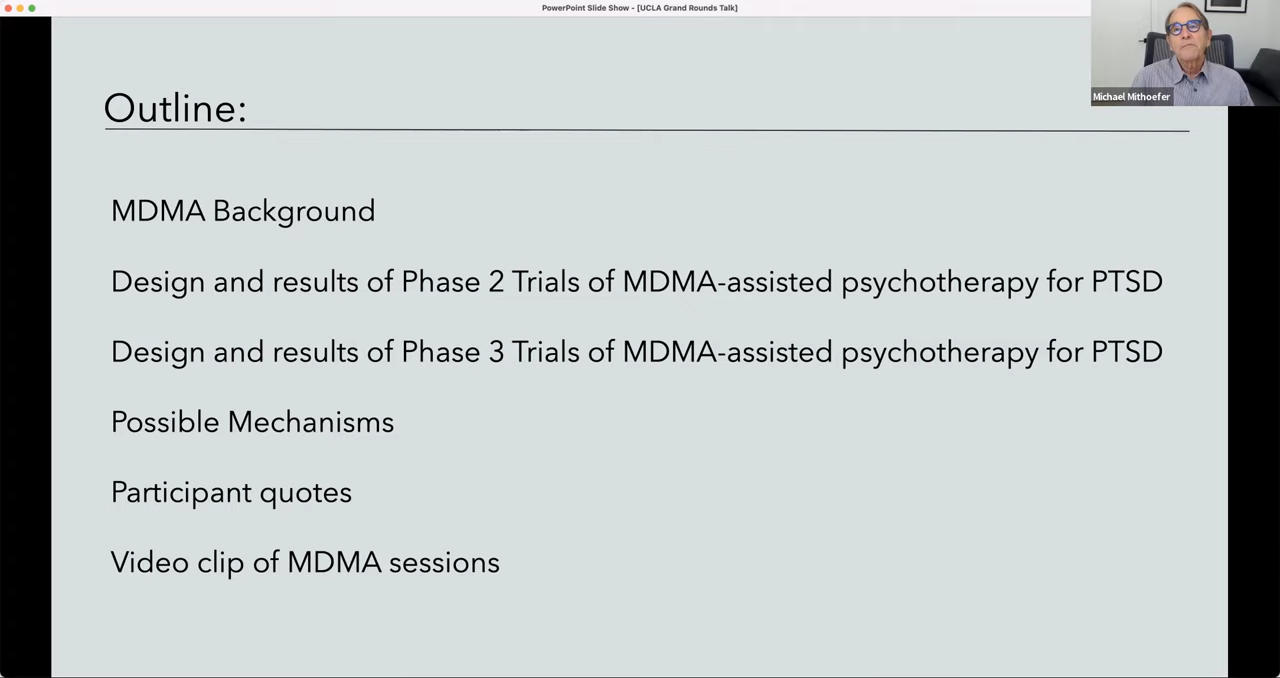 PowerPoint Slide Show - [UCLA Grand Rounds Talk]
Michael Mithoefer
Outline:
MDMA Background
Design and results of Phase 2 Trials of MDMA-assisted psychotherapy for PTSD
Design and results of Phase 3 Trials of MDMA-assisted psychotherapy for PTSD
Possible Mechanisms
Participant quotes
Video clip of MDMA sessions